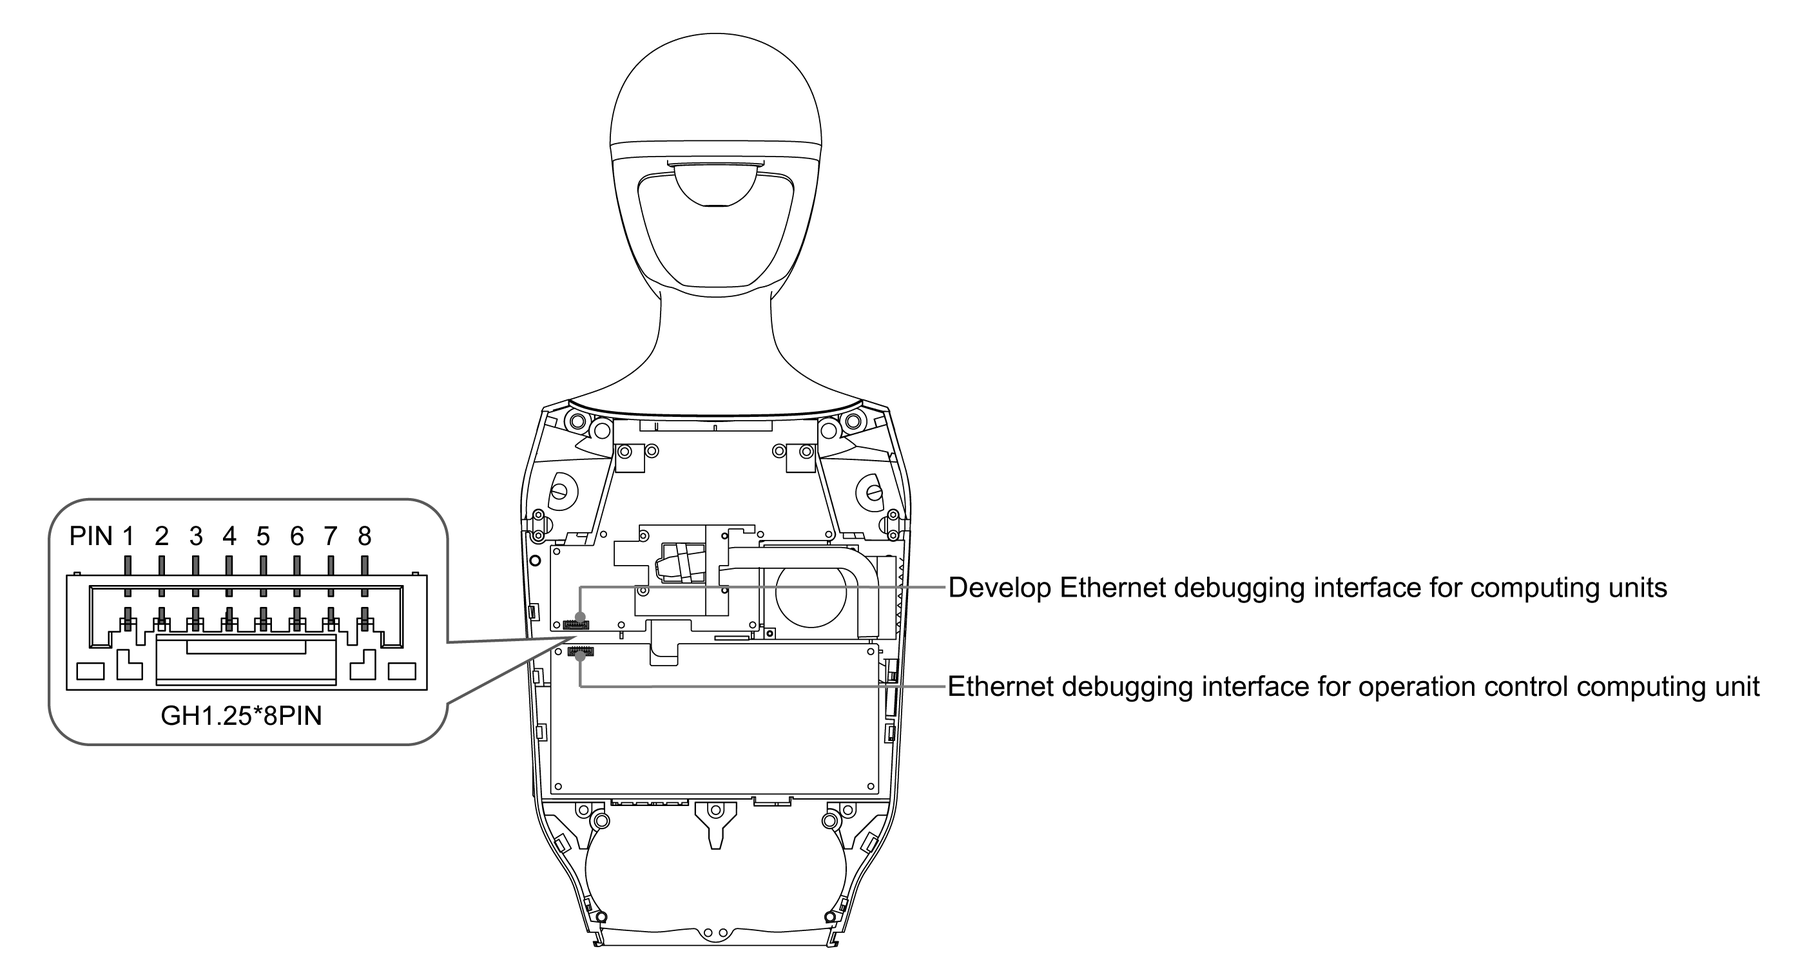 PIN 1 2 3 4 5 6 7 8
GH1.25*8PIN
Develop Ethernet debugging interface for computing units
Ethernet debugging interface for operation control computing unit